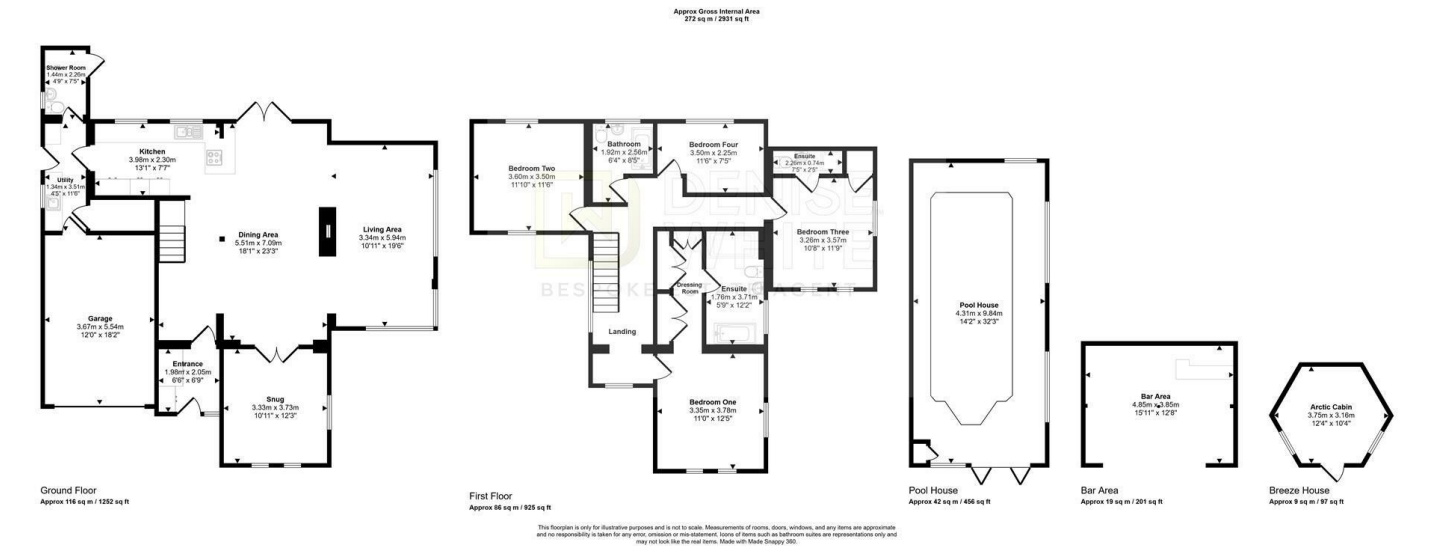 Approx Gross Internal Area
272 sq m / 2931 sq ft
Shower Room
1.44m x 2.26m
4'9" x 7'5"
Kitchen
3.98m x 2.30m
13'1" x 7'7"
Utility
1.34m x 3.51m
4'5" x 11'6"
Dining Area
5.51m x 7.09m
18'1" x 23'3"
Living Area
3.34m x 5.94m
10'11" x 19'6"
Garage
3.67m x 5.54m
12'0" x 18'2"
Entrance
1.98m x 2.05m
6'6" x 6'9"
Snug
3.33m x 3.73m
10'11" x 12'3"
Ground Floor
Approx 116 sq m / 1252 sq ft
Bedroom Two
3.60m x 3.50m
11'10" x 11'6"
Bathroom
1.92m x 2.56m
6'4" x 8'5"
Bedroom Four
3.50m x 2.25m
11'6" x 7'5"
Ensuite
2.26m x 0.74m
7'5" x 2'5"
Bedroom Three
3.26m x 3.57m
10'8" x 11'9"
Dressing
Room
Ensuite
1.76m x 3.71m
5'9" x 12'2"
Landing
Bedroom One
3.35m x 3.78m
11'0" x 12'5"
DENISE
WHITE
BESPOKE ESTATE AGENT
First Floor
Approx 86 sq m / 925 sq ft
Pool House
4.31m x 9.84m
14'2" x 32'3"
Pool House
Approx 42 sq m / 456 sq ft
Bar Area
4.85m x 3.85m
15'11" x 12'8"
Bar Area
Approx 19 sq m / 201 sq ft
Arctic Cabin
3.75m x 3.16m
12'4" x 10'4"
Breeze House
Approx 9 sq m / 97 sq ft
This floorplan is only for illustrative purposes and is not to scale. Measurements of rooms, doors, windows, and any items are approximate
and no responsibility is taken for any error, omission or mis-statement. Icons of items such as bathroom suites are representations only and
may not look like the real items. Made with Made Snappy 360.